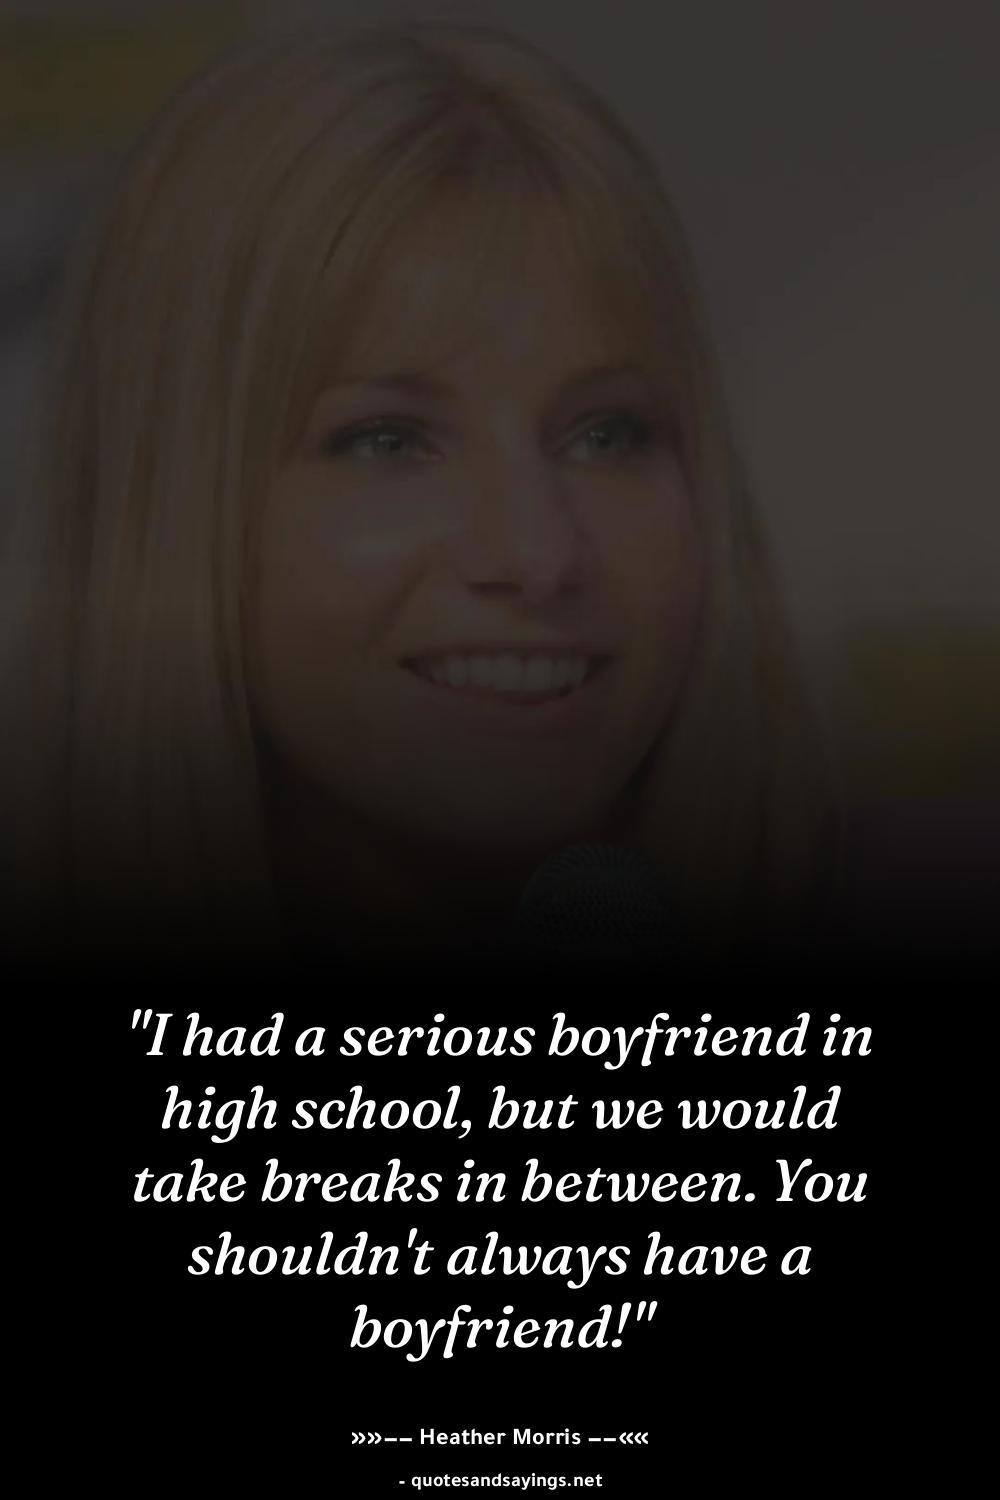 "I had a serious boyfriend in
high school, but we would
take breaks in between. You
shouldn't always have a
boyfriend!"
»»–– Heather Morris ––««
- quotesandsayings.net